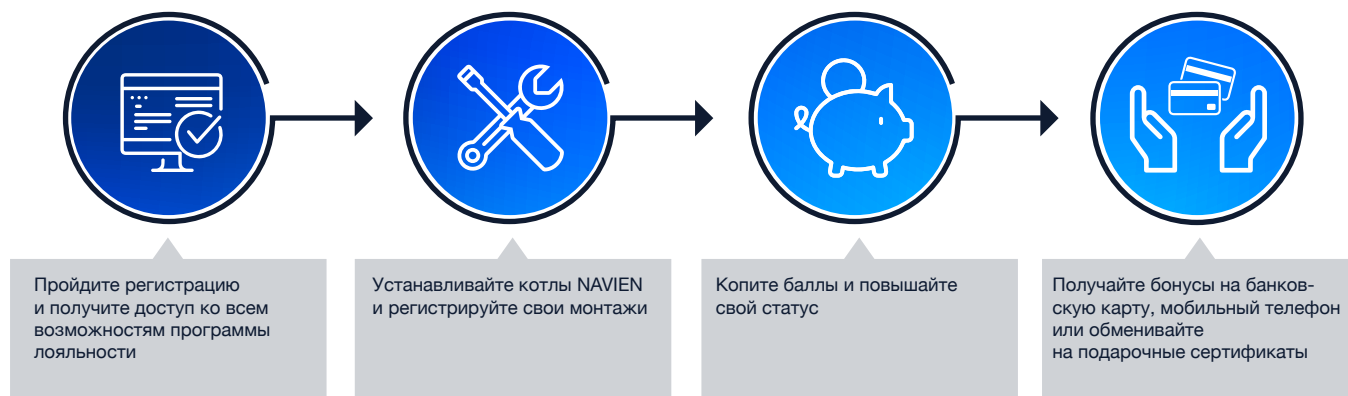 Пройдите регистрацию
и получите доступ ко всем
возможностям программы
лояльности
Устанавливайте котлы NAVIEN
и регистрируйте свои монтажи
Копите баллы и повышайте
свой статус
Получайте бонусы на банков-
скую карту, мобильный телефон
или обменивайте
на подарочные сертификаты